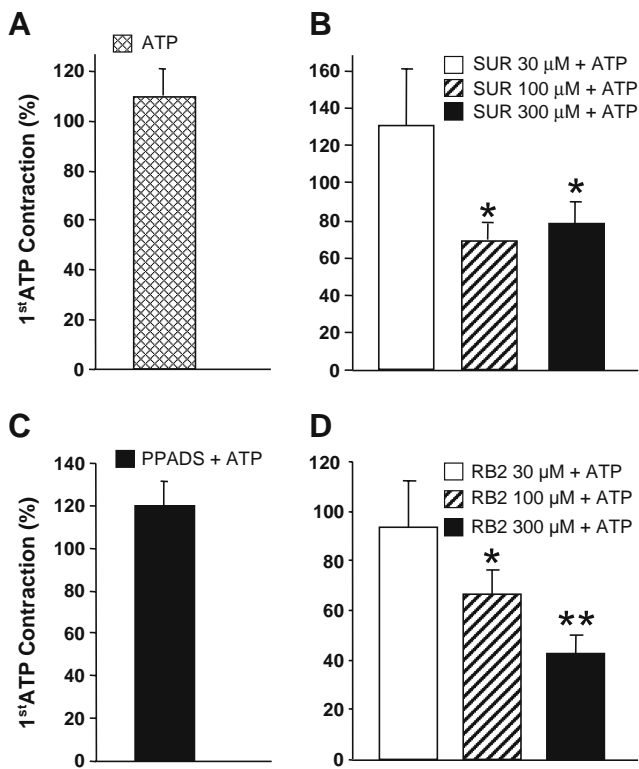 A
ATP
1st ATP Contraction (%)
120
100
80
60
40
20
0
B
SUR 30 μM + ATP
SUR 100 μM + ATP
SUR 300 μM + ATP
160
140
120
100
80
60
40
20
0
*
*
C
PPADS + ATP
1st ATP Contraction (%)
140
120
100
80
60
40
20
0
D
RB2 30 μM + ATP
RB2 100 μM + ATP
RB2 300 μM + ATP
120
100
80
60
40
20
0
*
**